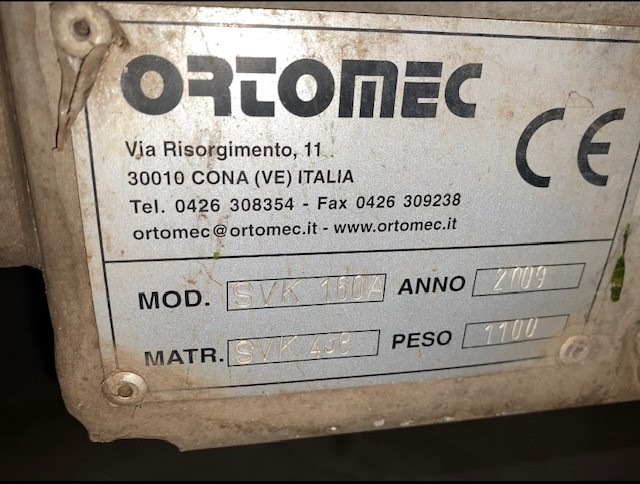 ORTOMEC
Via Risorgimento, 11
30010 CONA (VE) ITALIA
Tel. 0426 308354 - Fax 0426 309238
ortomec@ortomec.it - www.ortomec.it
CE
MOD. SVK 160A ANNO 2009
MATR. SVK PESO 1100